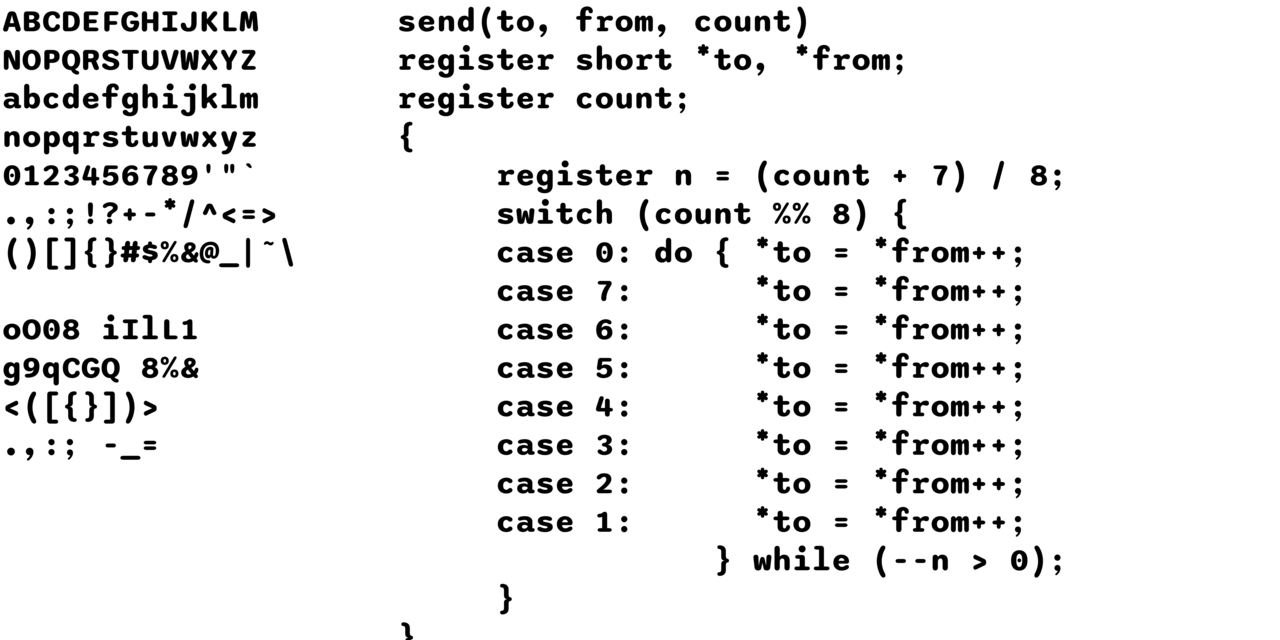 ABCDEFGHIJKLM
NOPQRSTUVWXYZ
abcdefghijklm
nopqrstuvwxyz
0123456789'"`
.,:;!?+-*/^<=>
()[]{}#$%&@_|~\
oO08 iIlL1
g9qCGQ 8%&
<([{}])>
.,:; -_=
send(to, from, count)
register short *to, *from;
register count;
{
     register n = (count + 7) / 8;
     switch (count %% 8) {
     case 0: do { *to = *from++;
     case 7:      *to = *from++;
     case 6:      *to = *from++;
     case 5:      *to = *from++;
     case 4:      *to = *from++;
     case 3:      *to = *from++;
     case 2:      *to = *from++;
     case 1:      *to = *from++;
                } while (--n > 0);
     }
}